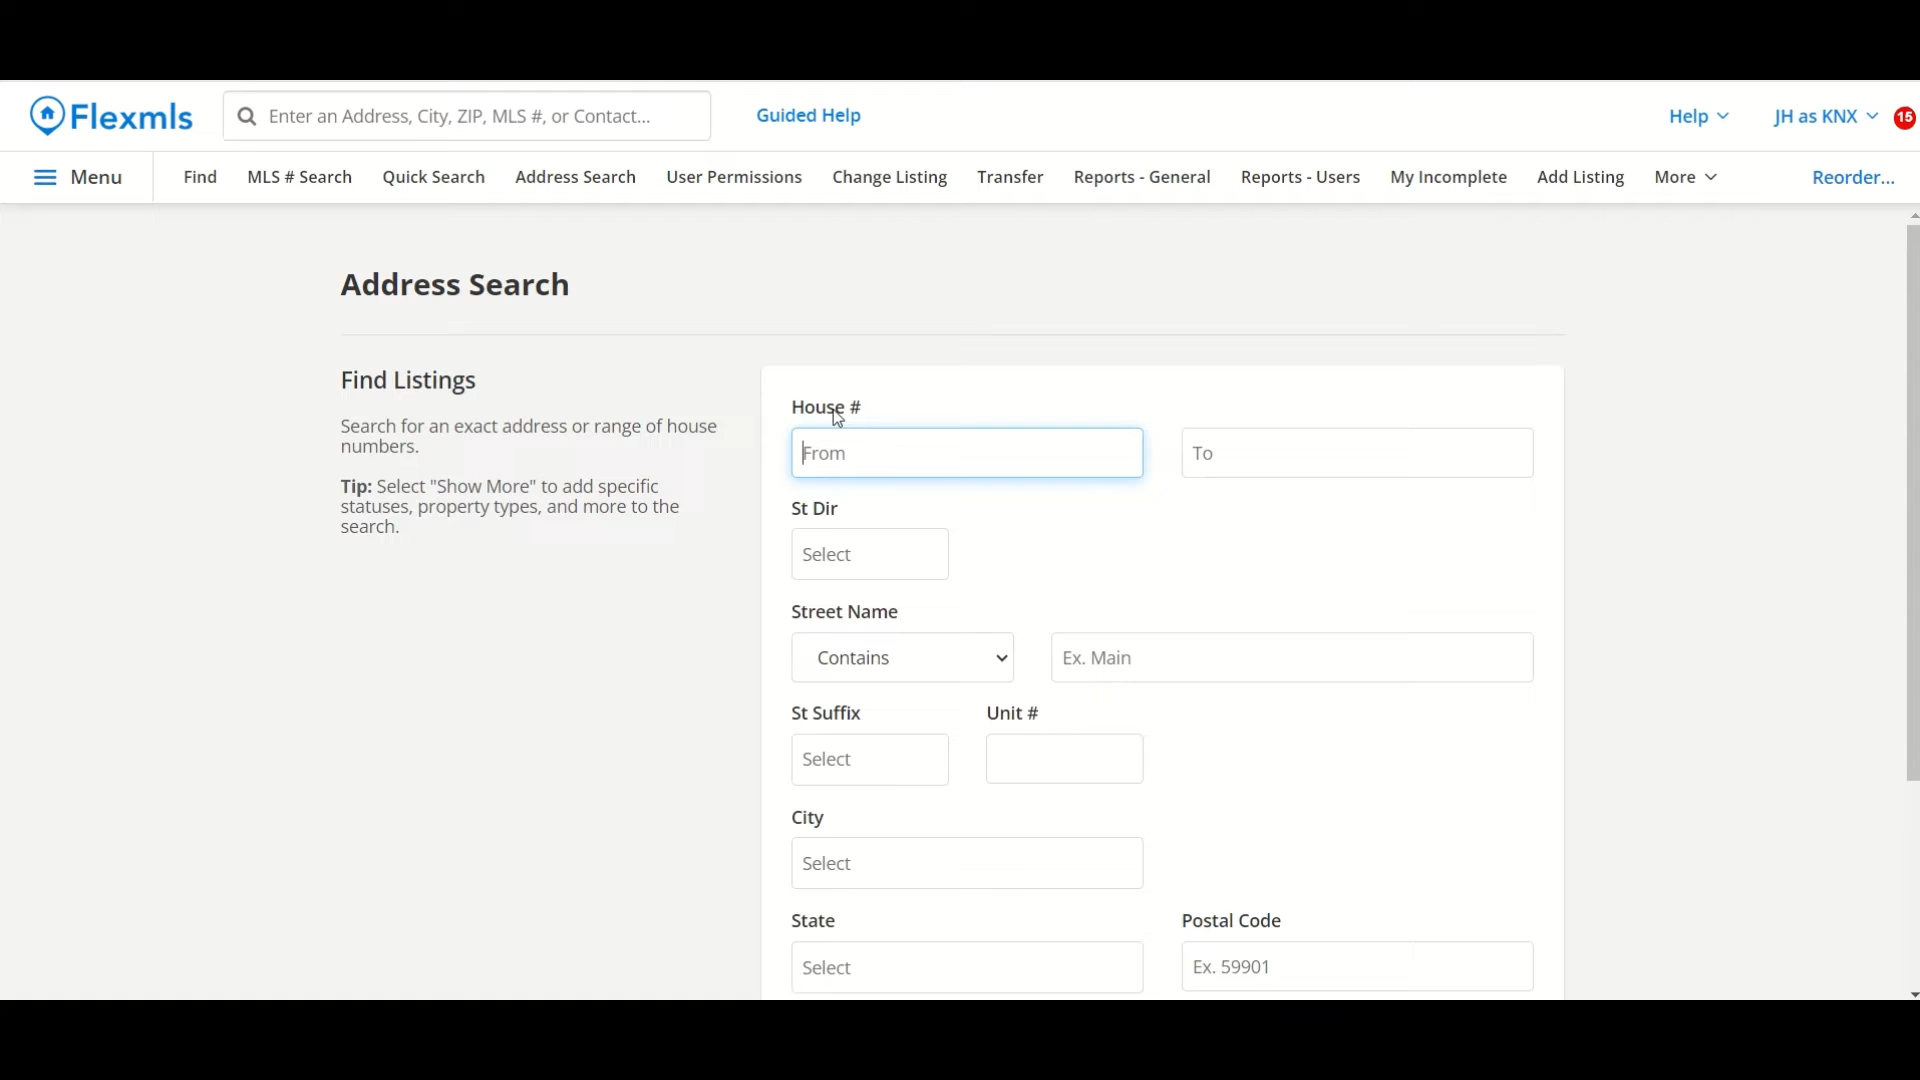 Flexmls
Enter an Address, City, ZIP, MLS #, or Contact...
Guided Help
Help
JH as KNX
15
Menu
Find
MLS # Search
Quick Search
Address Search
User Permissions
Change Listing
Transfer
Reports - General
Reports - Users
My Incomplete
Add Listing
More
Reorder...
Address Search
Find Listings
Search for an exact address or range of house
numbers.
Tip: Select "Show More" to add specific
statuses, property types, and more to the
search.
House #
From
To
St Dir
Select
Street Name
Contains
Ex. Main
St Suffix
Unit #
Select
City
Select
State
Postal Code
Select
Ex. 59901